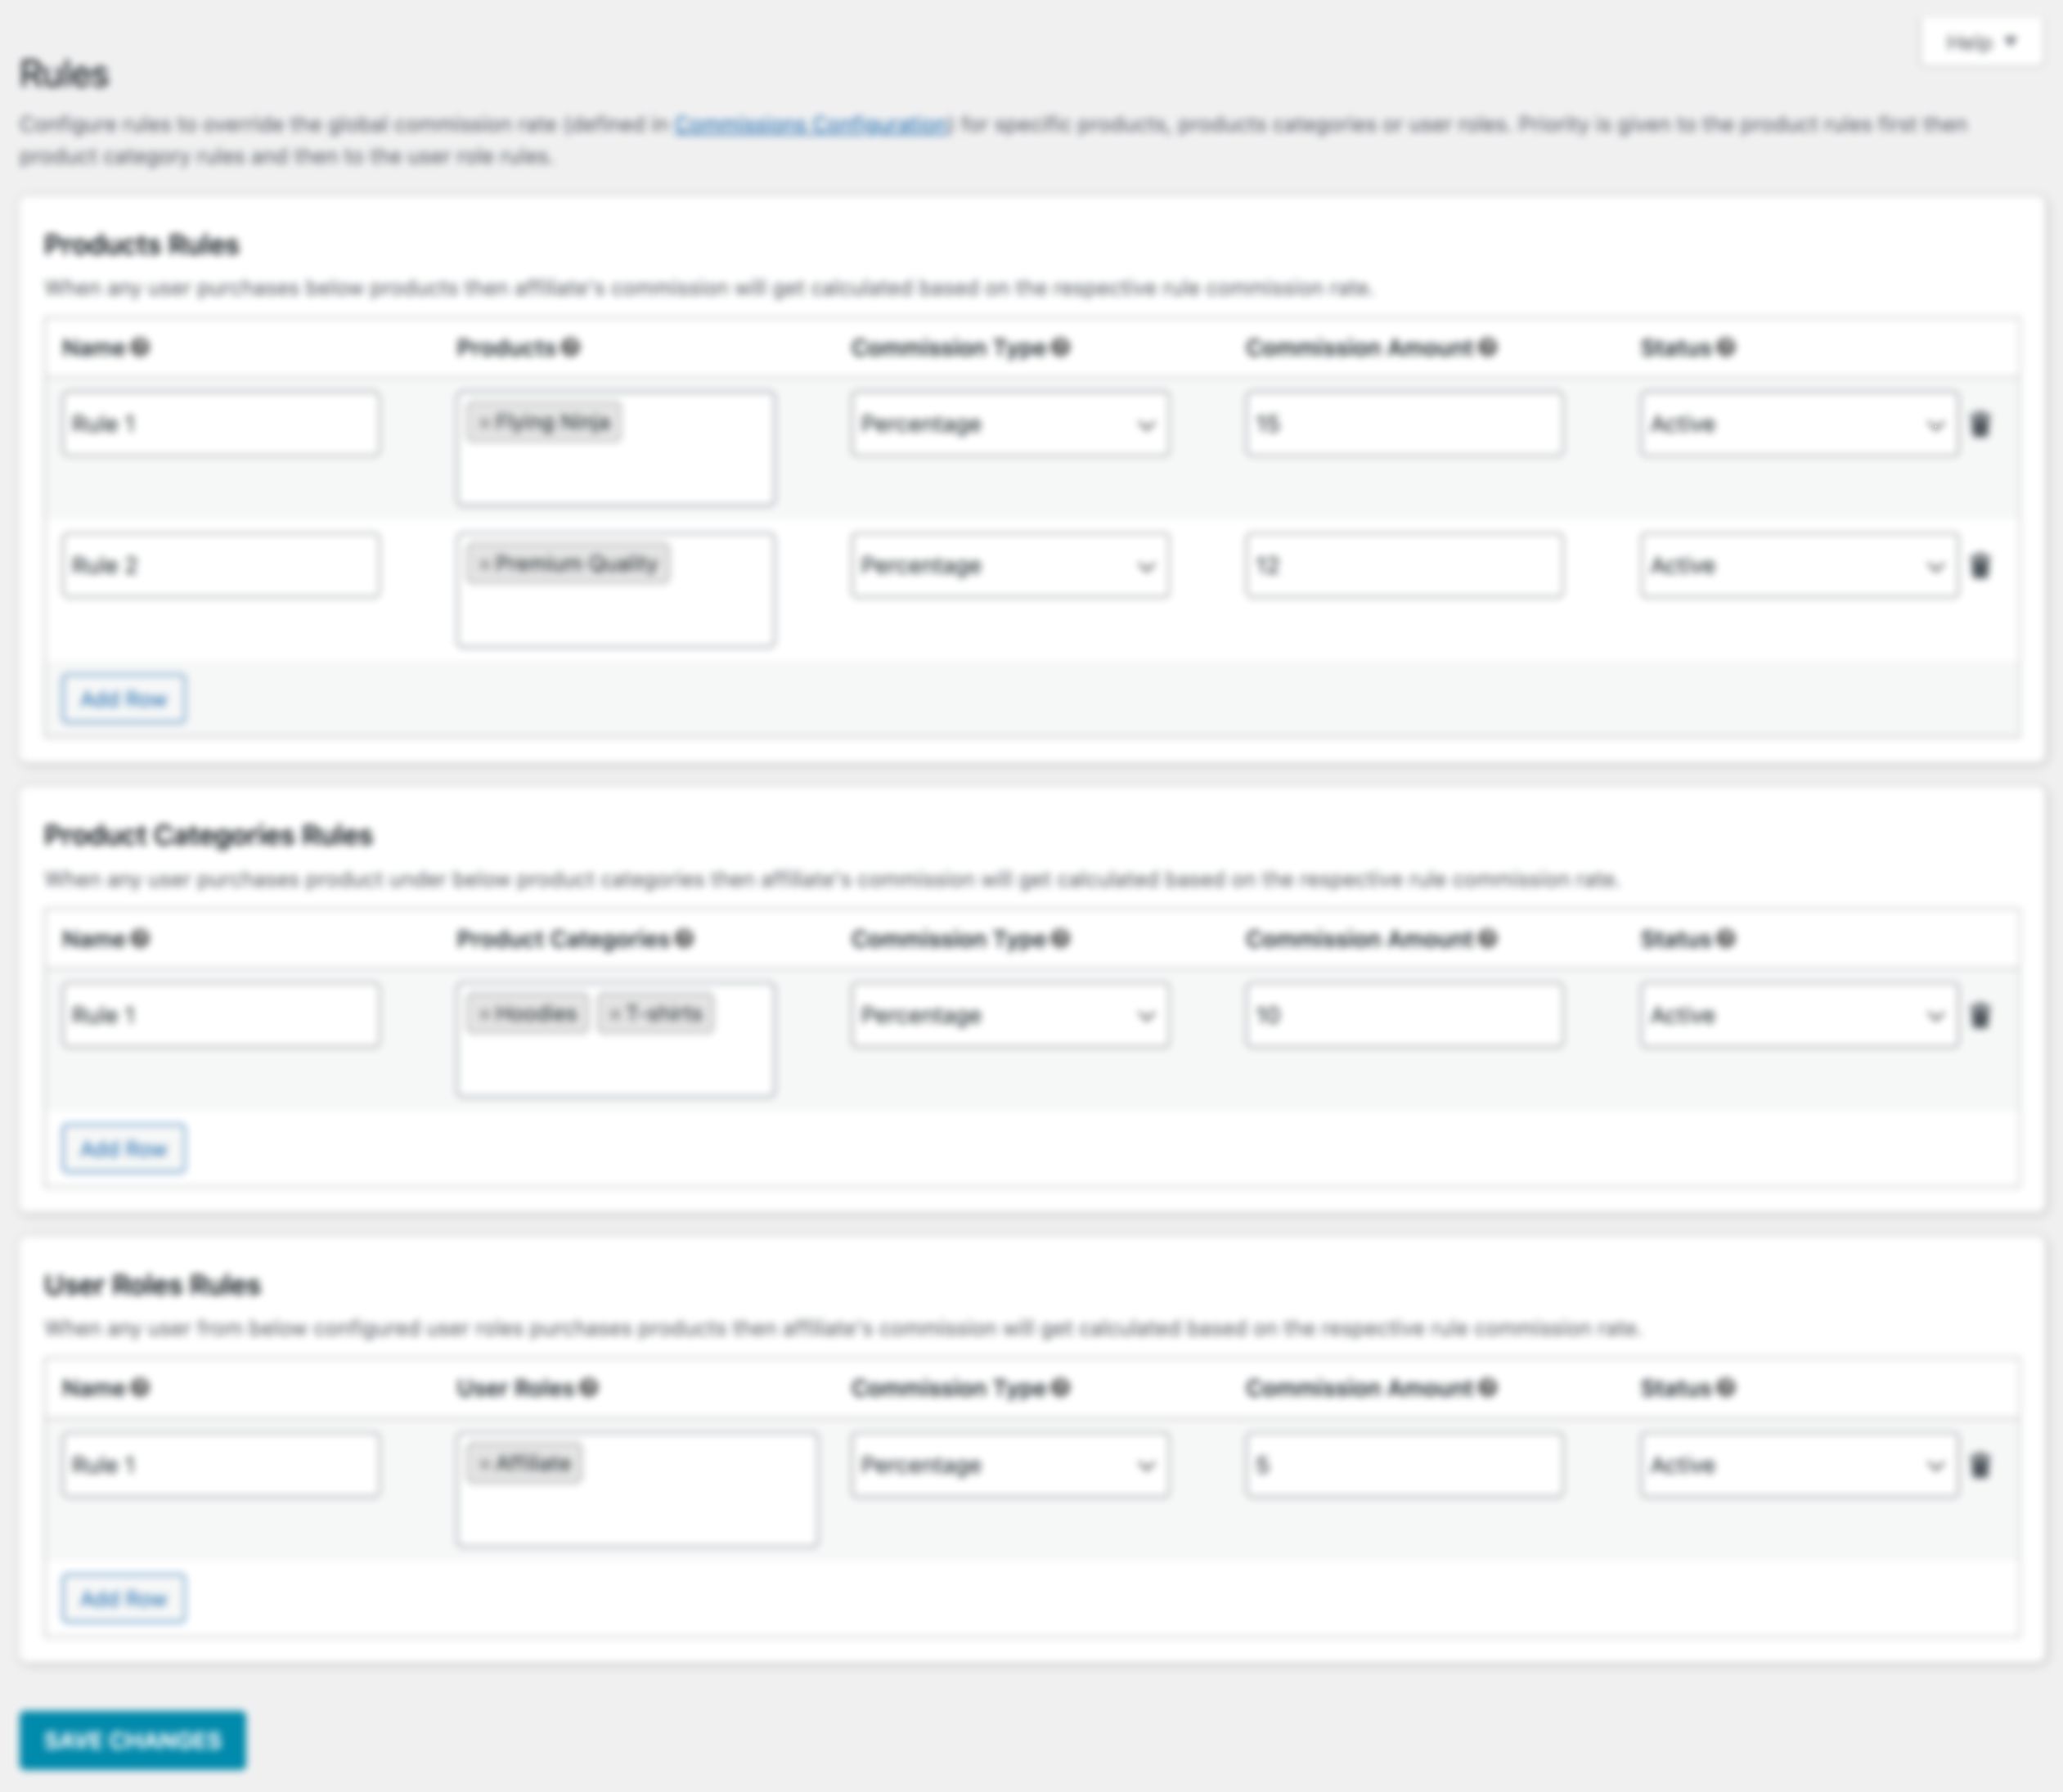 Help ▼
Rules
Configure rules to override the global commission rate (defined in Commissions Configuration) for specific products, products categories or user roles. Priority is given to the product rules first then
product category rules and then to the user role rules.
Products Rules
When any user purchases below products then affiliate's commission will get calculated based on the respective rule commission rate.
Name Products Commission Type Commission Amount Status
Rule 1 × Flying Ninja Percentage 15 Active
Rule 2 × Premium Quality Percentage 12 Active
Add Row
Product Categories Rules
When any user purchases product under below product categories then affiliate's commission will get calculated based on the respective rule commission rate.
Name Product Categories Commission Type Commission Amount Status
Rule 1 × Hoodies × T-shirts Percentage 10 Active
Add Row
User Roles Rules
When any user from below configured user roles purchases products then affiliate's commission will get calculated based on the respective rule commission rate.
Name User Roles Commission Type Commission Amount Status
Rule 1 × Affiliate Percentage 5 Active
Add Row
SAVE CHANGES